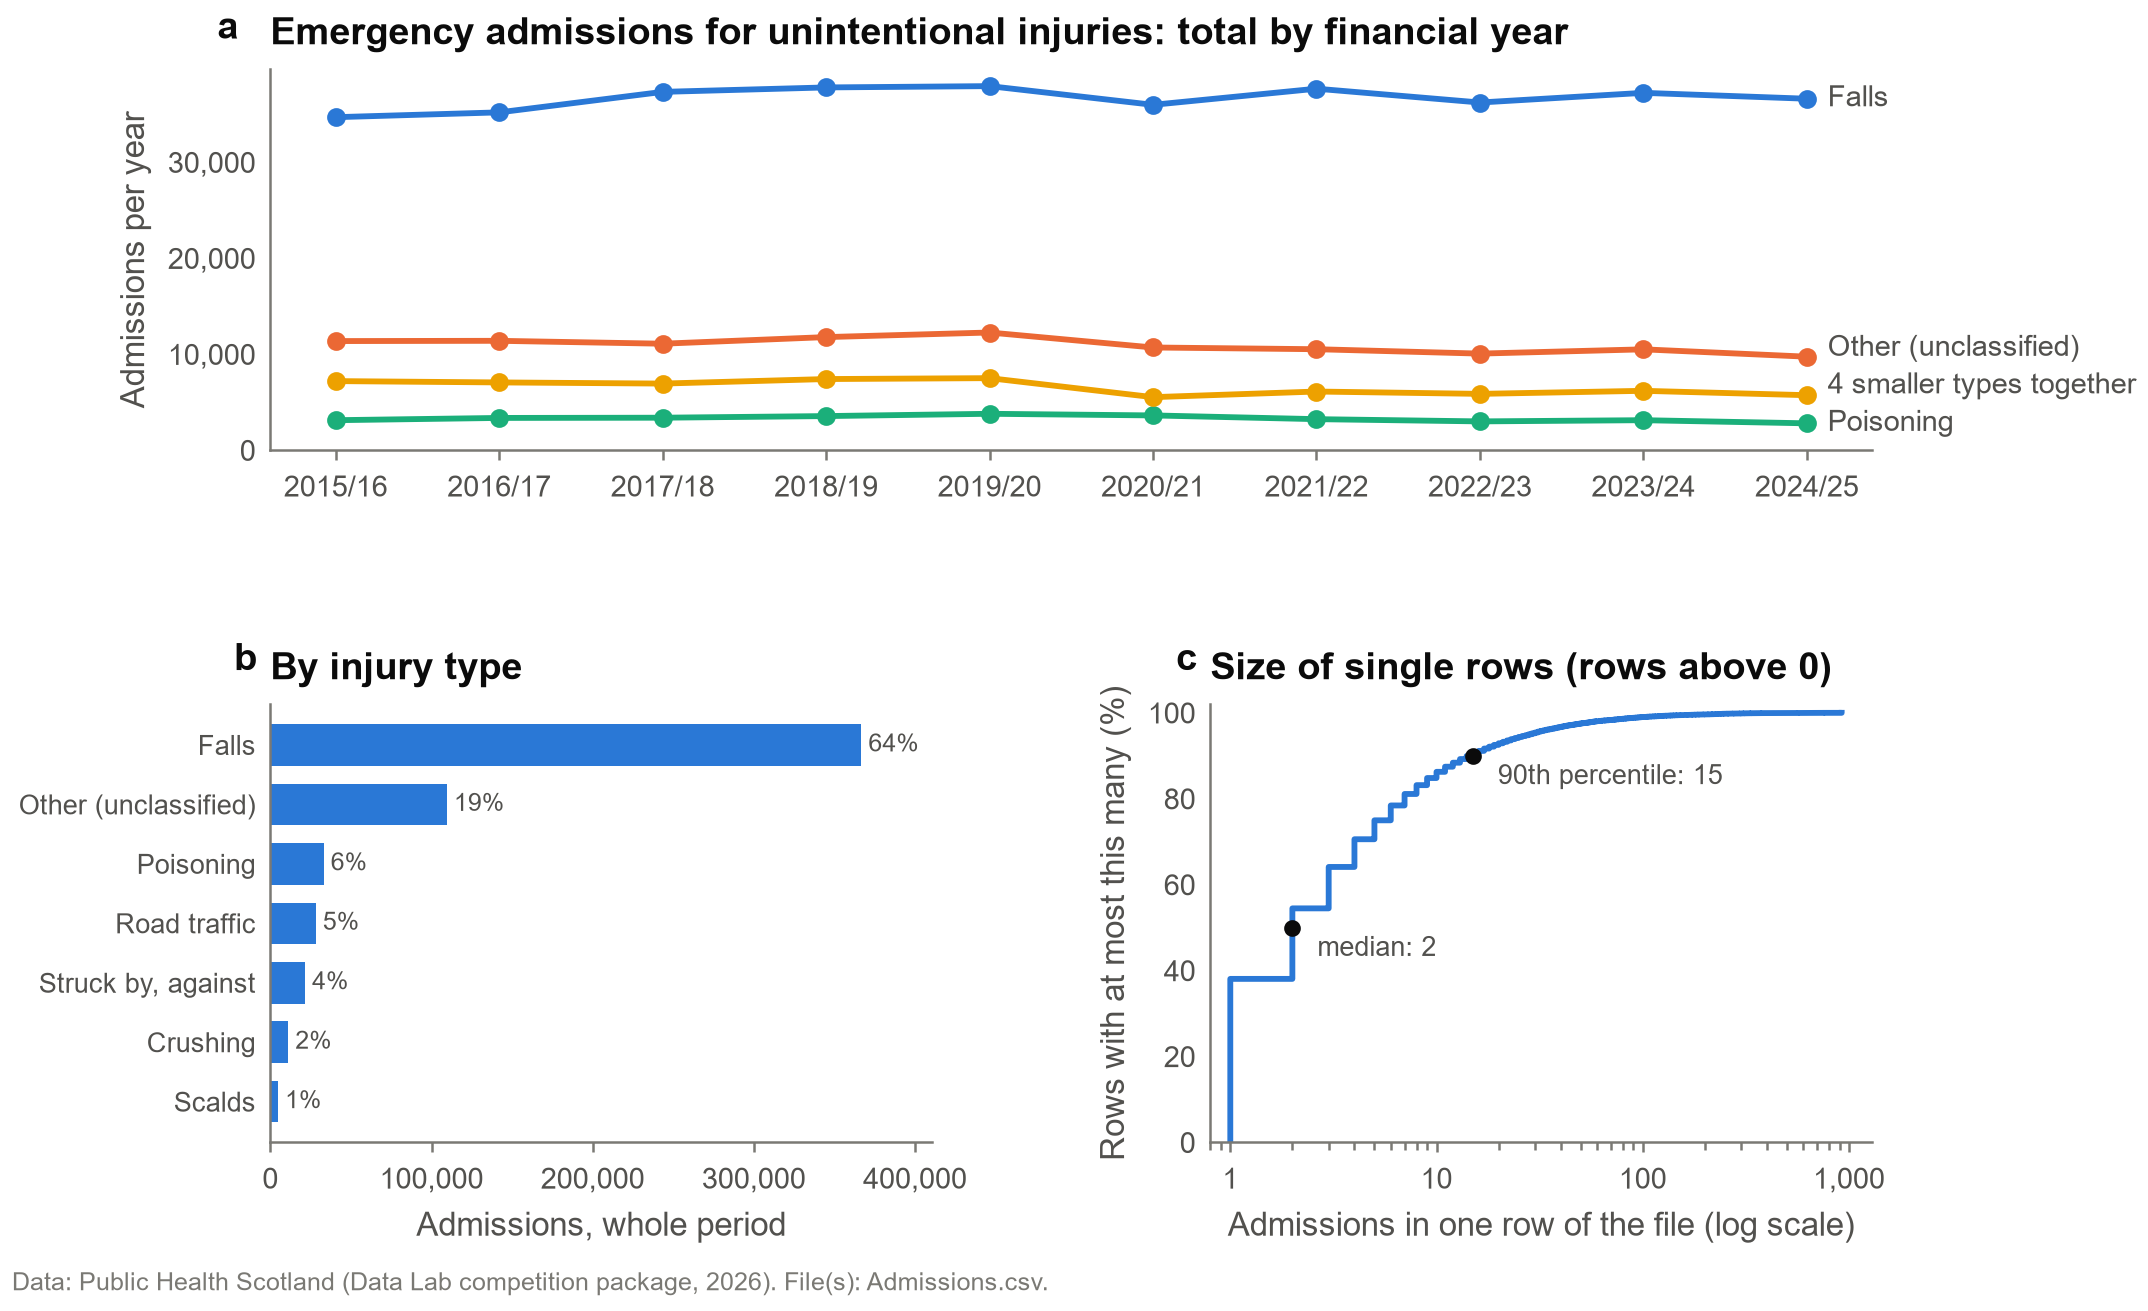 a Emergency admissions for unintentional injuries: total by financial year
Admissions per year
30,000
20,000
10,000
0
Falls
Other (unclassified)
4 smaller types together
Poisoning
2015/16 2016/17 2017/18 2018/19 2019/20 2020/21 2021/22 2022/23 2023/24 2024/25
b By injury type
Falls 64%
Other (unclassified) 19%
Poisoning 6%
Road traffic 5%
Struck by, against 4%
Crushing 2%
Scalds 1%
0 100,000 200,000 300,000 400,000
Admissions, whole period
c Size of single rows (rows above 0)
Rows with at most this many (%)
100
80
60
40
20
0
90th percentile: 15
median: 2
1 10 100 1,000
Admissions in one row of the file (log scale)
Data: Public Health Scotland (Data Lab competition package, 2026). File(s): Admissions.csv.